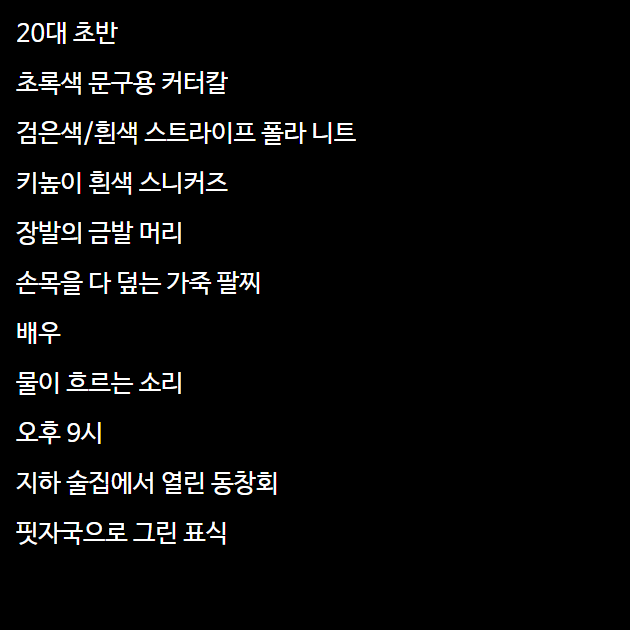 20대 초반
초록색 문구용 커터칼
검은색/흰색 스트라이프 폴라 니트
키높이 흰색 스니커즈
장발의 금발 머리
손목을 다 덮는 가죽 팔찌
배우
물이 흐르는 소리
오후 9시
지하 술집에서 열린 동창회
핏자국으로 그린 표식